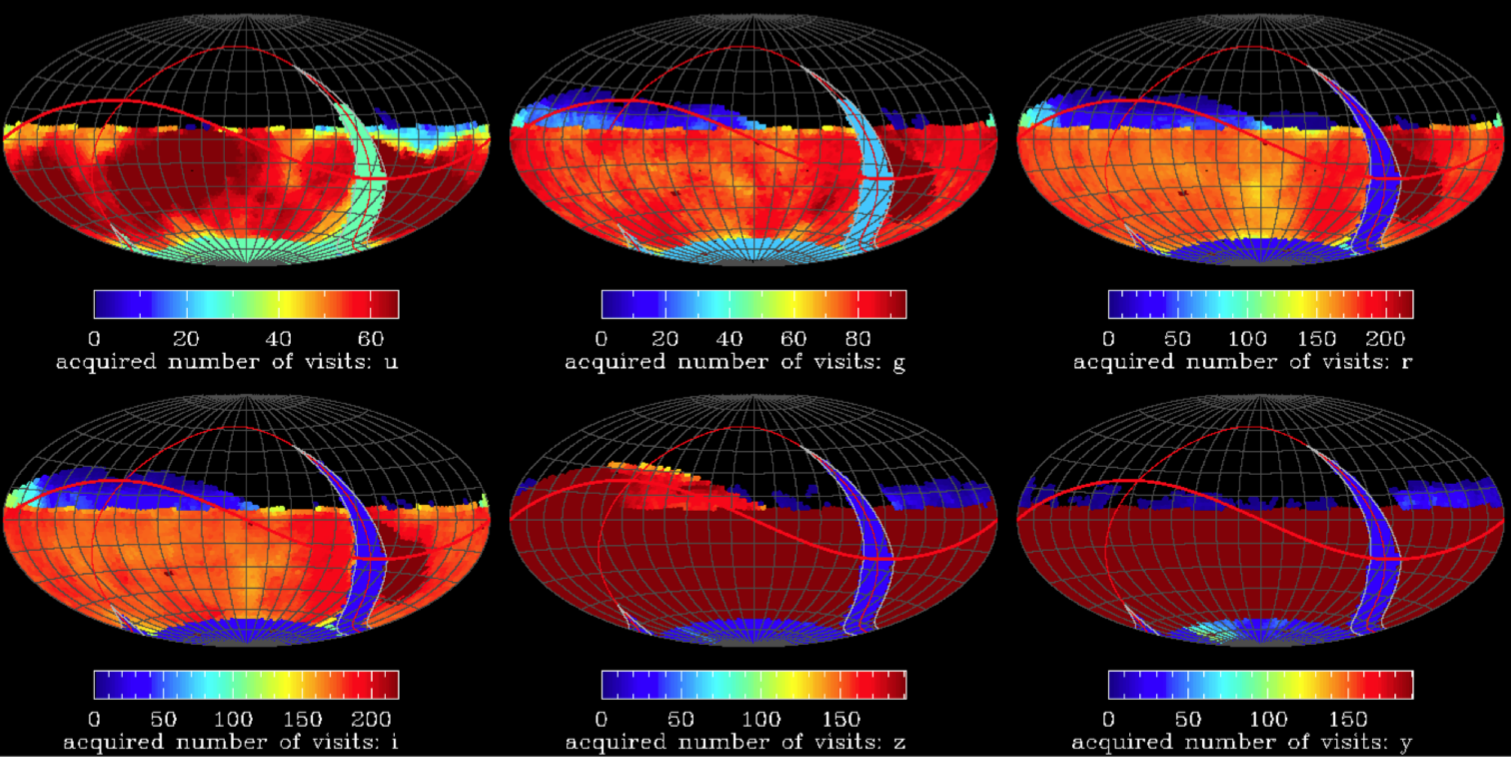 0 20 40 60
acquired number of visits: u
0 20 40 60 80
acquired number of visits: g
0 50 100 150 200
acquired number of visits: r
0 50 100 150 200
acquired number of visits: i
0 50 100 150
acquired number of visits: z
0 50 100 150
acquired number of visits: y